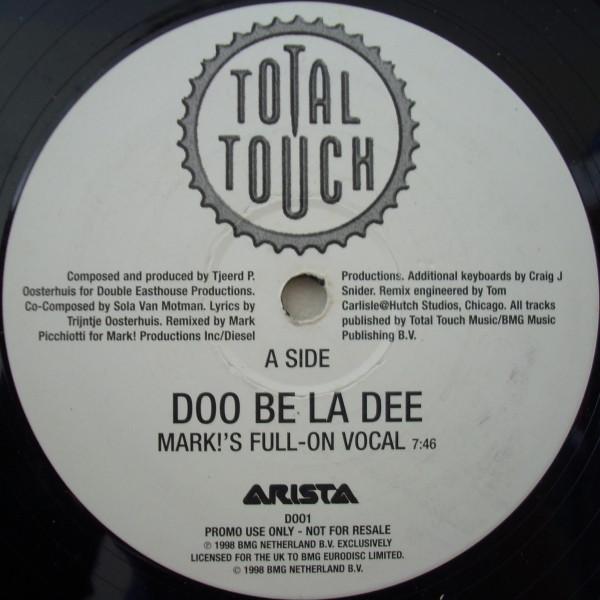 TOTAL
TOUCH
Composed and produced by Tjeerd P.
Oosterhuis for Double Easthouse Productions.
Co-Composed by Sola Van Motman. Lyrics by
Trijntje Oosterhuis. Remixed by Mark
Picchiotti for Mark! Productions Inc/Diesel
Productions. Additional keyboards by Craig J
Snider. Remix engineered by Tom
Carlisle@Hutch Studios, Chicago. All tracks
published by Total Touch Music/BMG Music
Publishing B.V.
A SIDE
DOO BE LA DEE
MARK!'S FULL-ON VOCAL 7:46
ARISTA
DOO1
PROMO USE ONLY - NOT FOR RESALE
℗ 1998 BMG NETHERLAND B.V. EXCLUSIVELY
LICENSED FOR THE UK TO BMG EURODISC LIMITED.
© 1998 BMG NETHERLAND B.V.